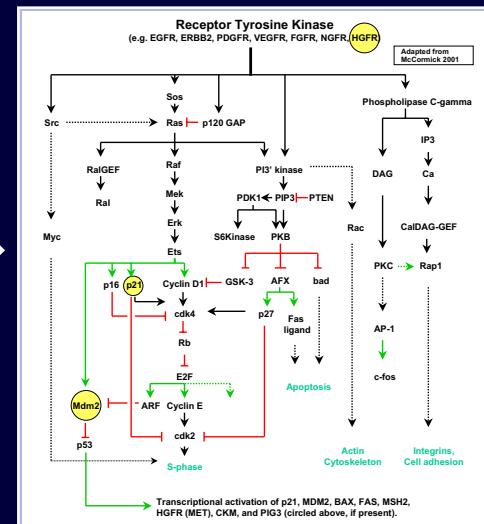 Receptor Tyrosine Kinase
(e.g. EGFR, ERBB2, PDGFR, VEGFR, FGFR, NGFR, HGFR)
Adapted from
McCormick 2001
Sos
Phospholipase C-gamma
Src
Ras
p120 GAP
IP3
RalGEF
Raf
PI3' kinase
DAG
Ca
Ral
Mek
PDK1
PIP3
PTEN
Erk
Rac
CalDAG-GEF
Myc
S6Kinase
PKB
Ets
PKC
Rap1
p16
p21
Cyclin D1
GSK-3
AFX
bad
cdk4
p27
Fas
ligand
AP-1
Rb
E2F
Apoptosis
c-fos
Mdm2
ARF
Cyclin E
p53
cdk2
S-phase
Actin
Cytoskeleton
Integrins,
Cell adhesion
Transcriptional activation of p21, MDM2, BAX, FAS, MSH2,
HGFR (MET), CKM, and PIG3 (circled above, if present).